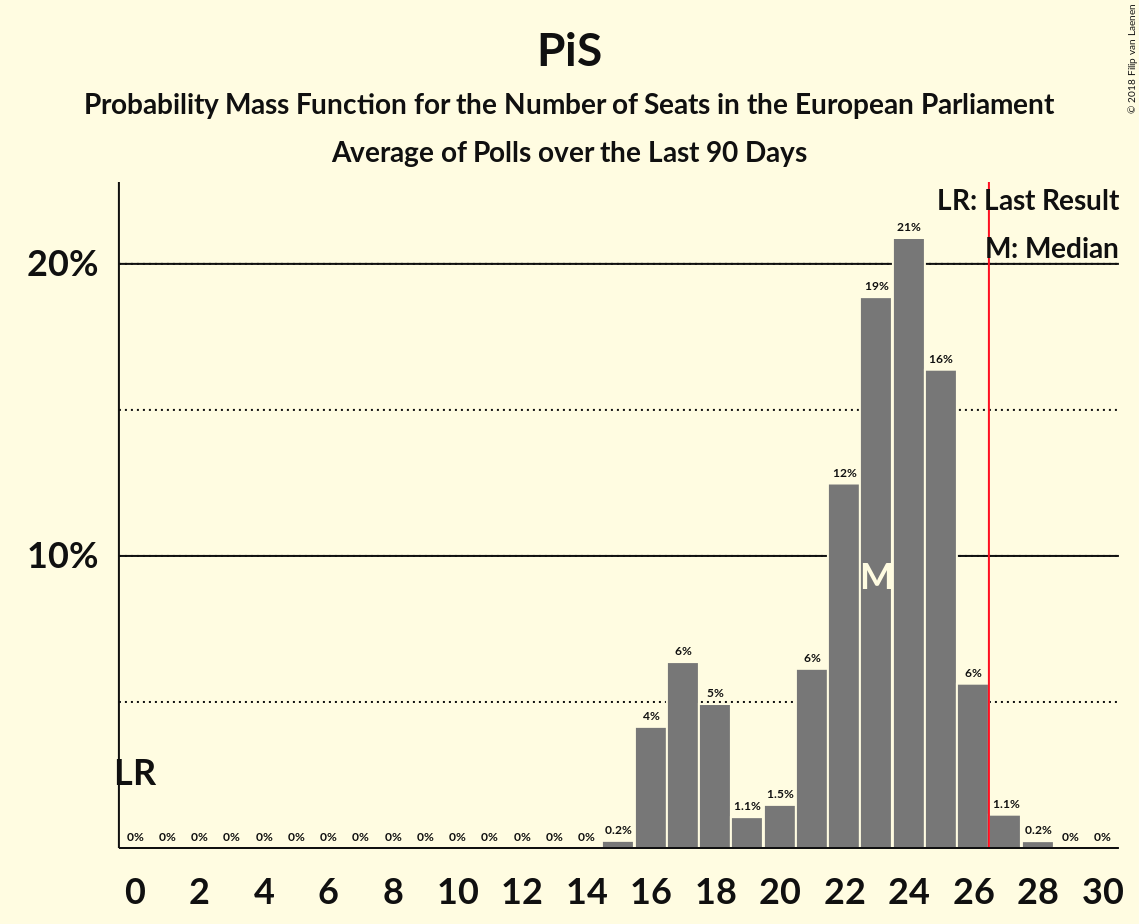 PiS
Probability Mass Function for the Number of Seats in the European Parliament
Average of Polls over the Last 90 Days
© 2018 Filip van Laenen
LR: Last Result
M: Median
20%
10%
LR
M
0% 0% 0% 0% 0% 0% 0% 0% 0% 0% 0% 0% 0% 0% 0% 0.2% 4% 6% 5% 1.1% 1.5% 6% 12% 19% 21% 16% 6% 1.1% 0.2% 0% 0%
0 2 4 6 8 10 12 14 16 18 20 22 24 26 28 30